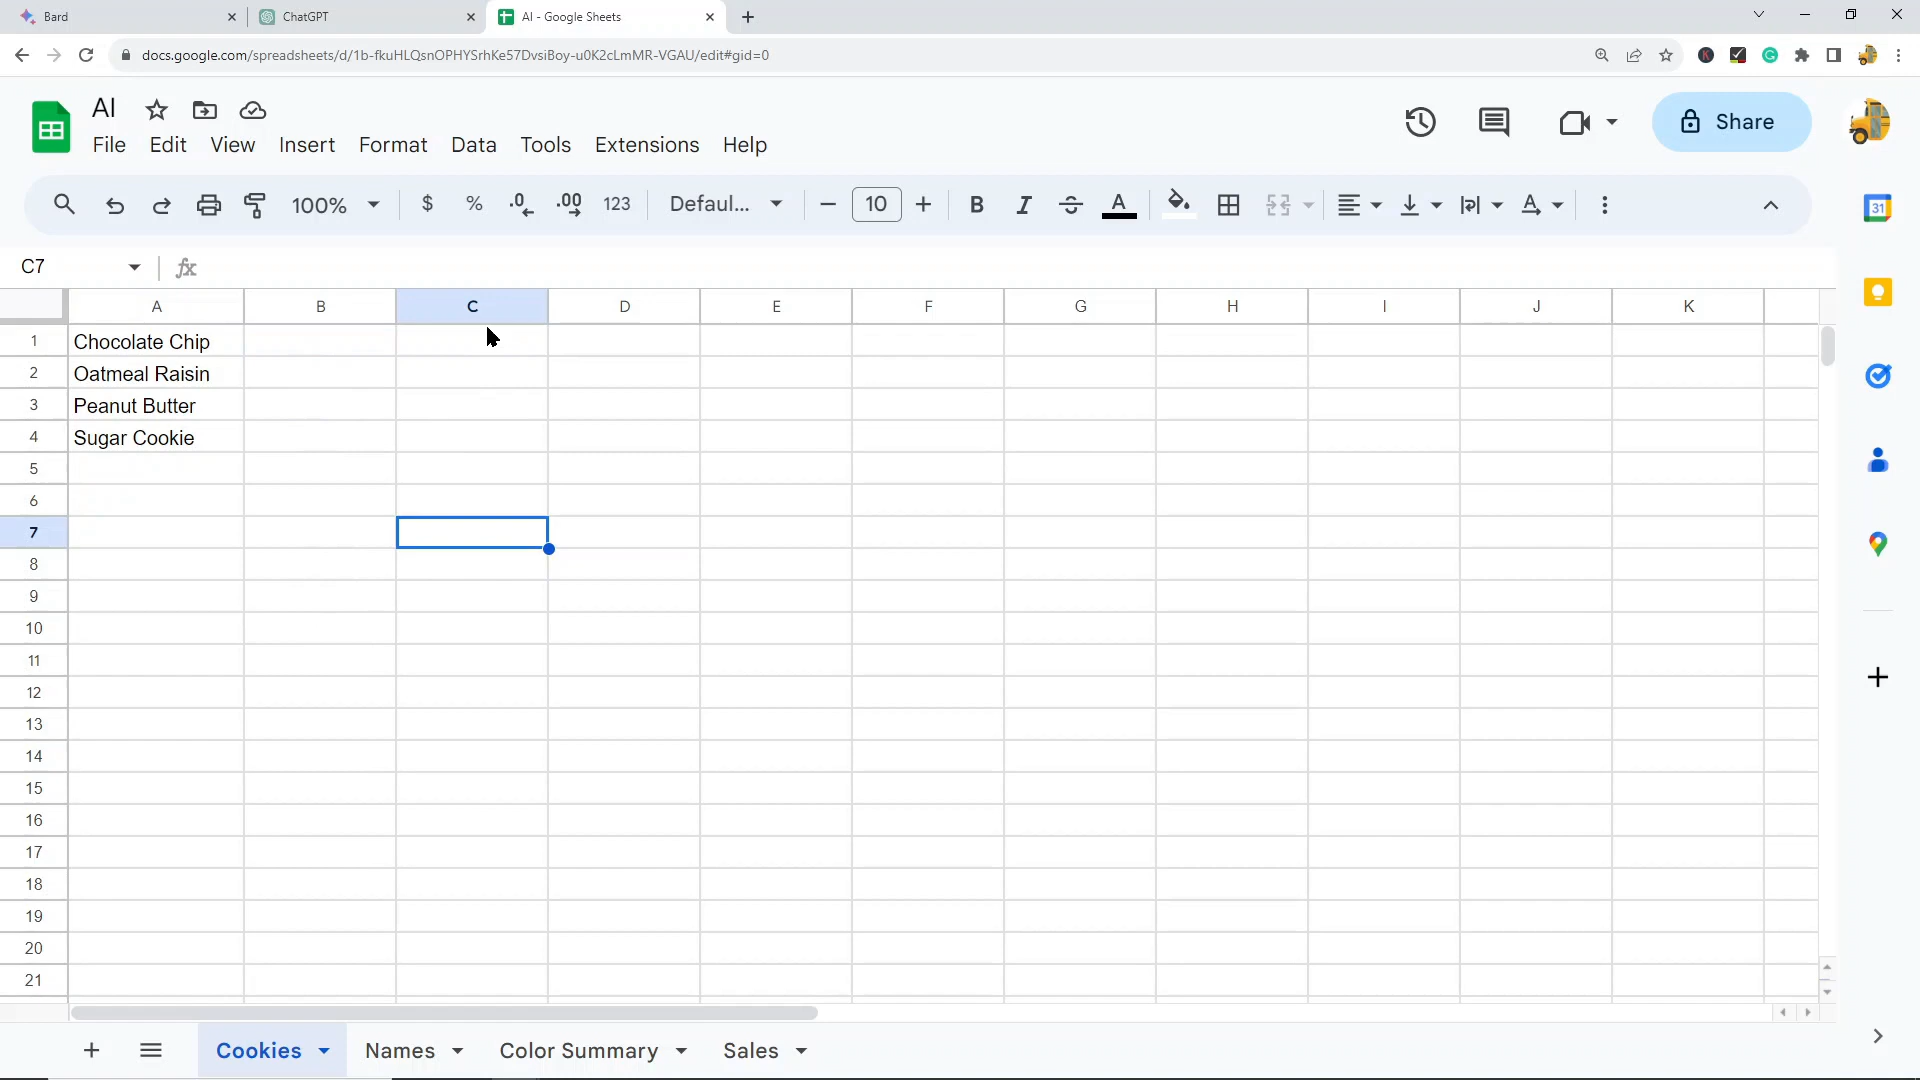 Bard
ChatGPT
AI - Google Sheets
docs.google.com/spreadsheets/d/1b-fkuHLQsnOPHYSrhKe57DvsiBoy-u0K2cLmMR-VGAU/edit#gid=0
AI
File Edit View Insert Format Data Tools Extensions Help
Share
100% $ % .0 .00 123 Defaul... 10 B I S A A
31
C7 fx
A B C D E F G H I J K
1 Chocolate Chip
2 Oatmeal Raisin
3 Peanut Butter
4 Sugar Cookie
5
6
7
8
9
10
11
12
13
14
15
16
17
18
19
20
21
Cookies Names Color Summary Sales